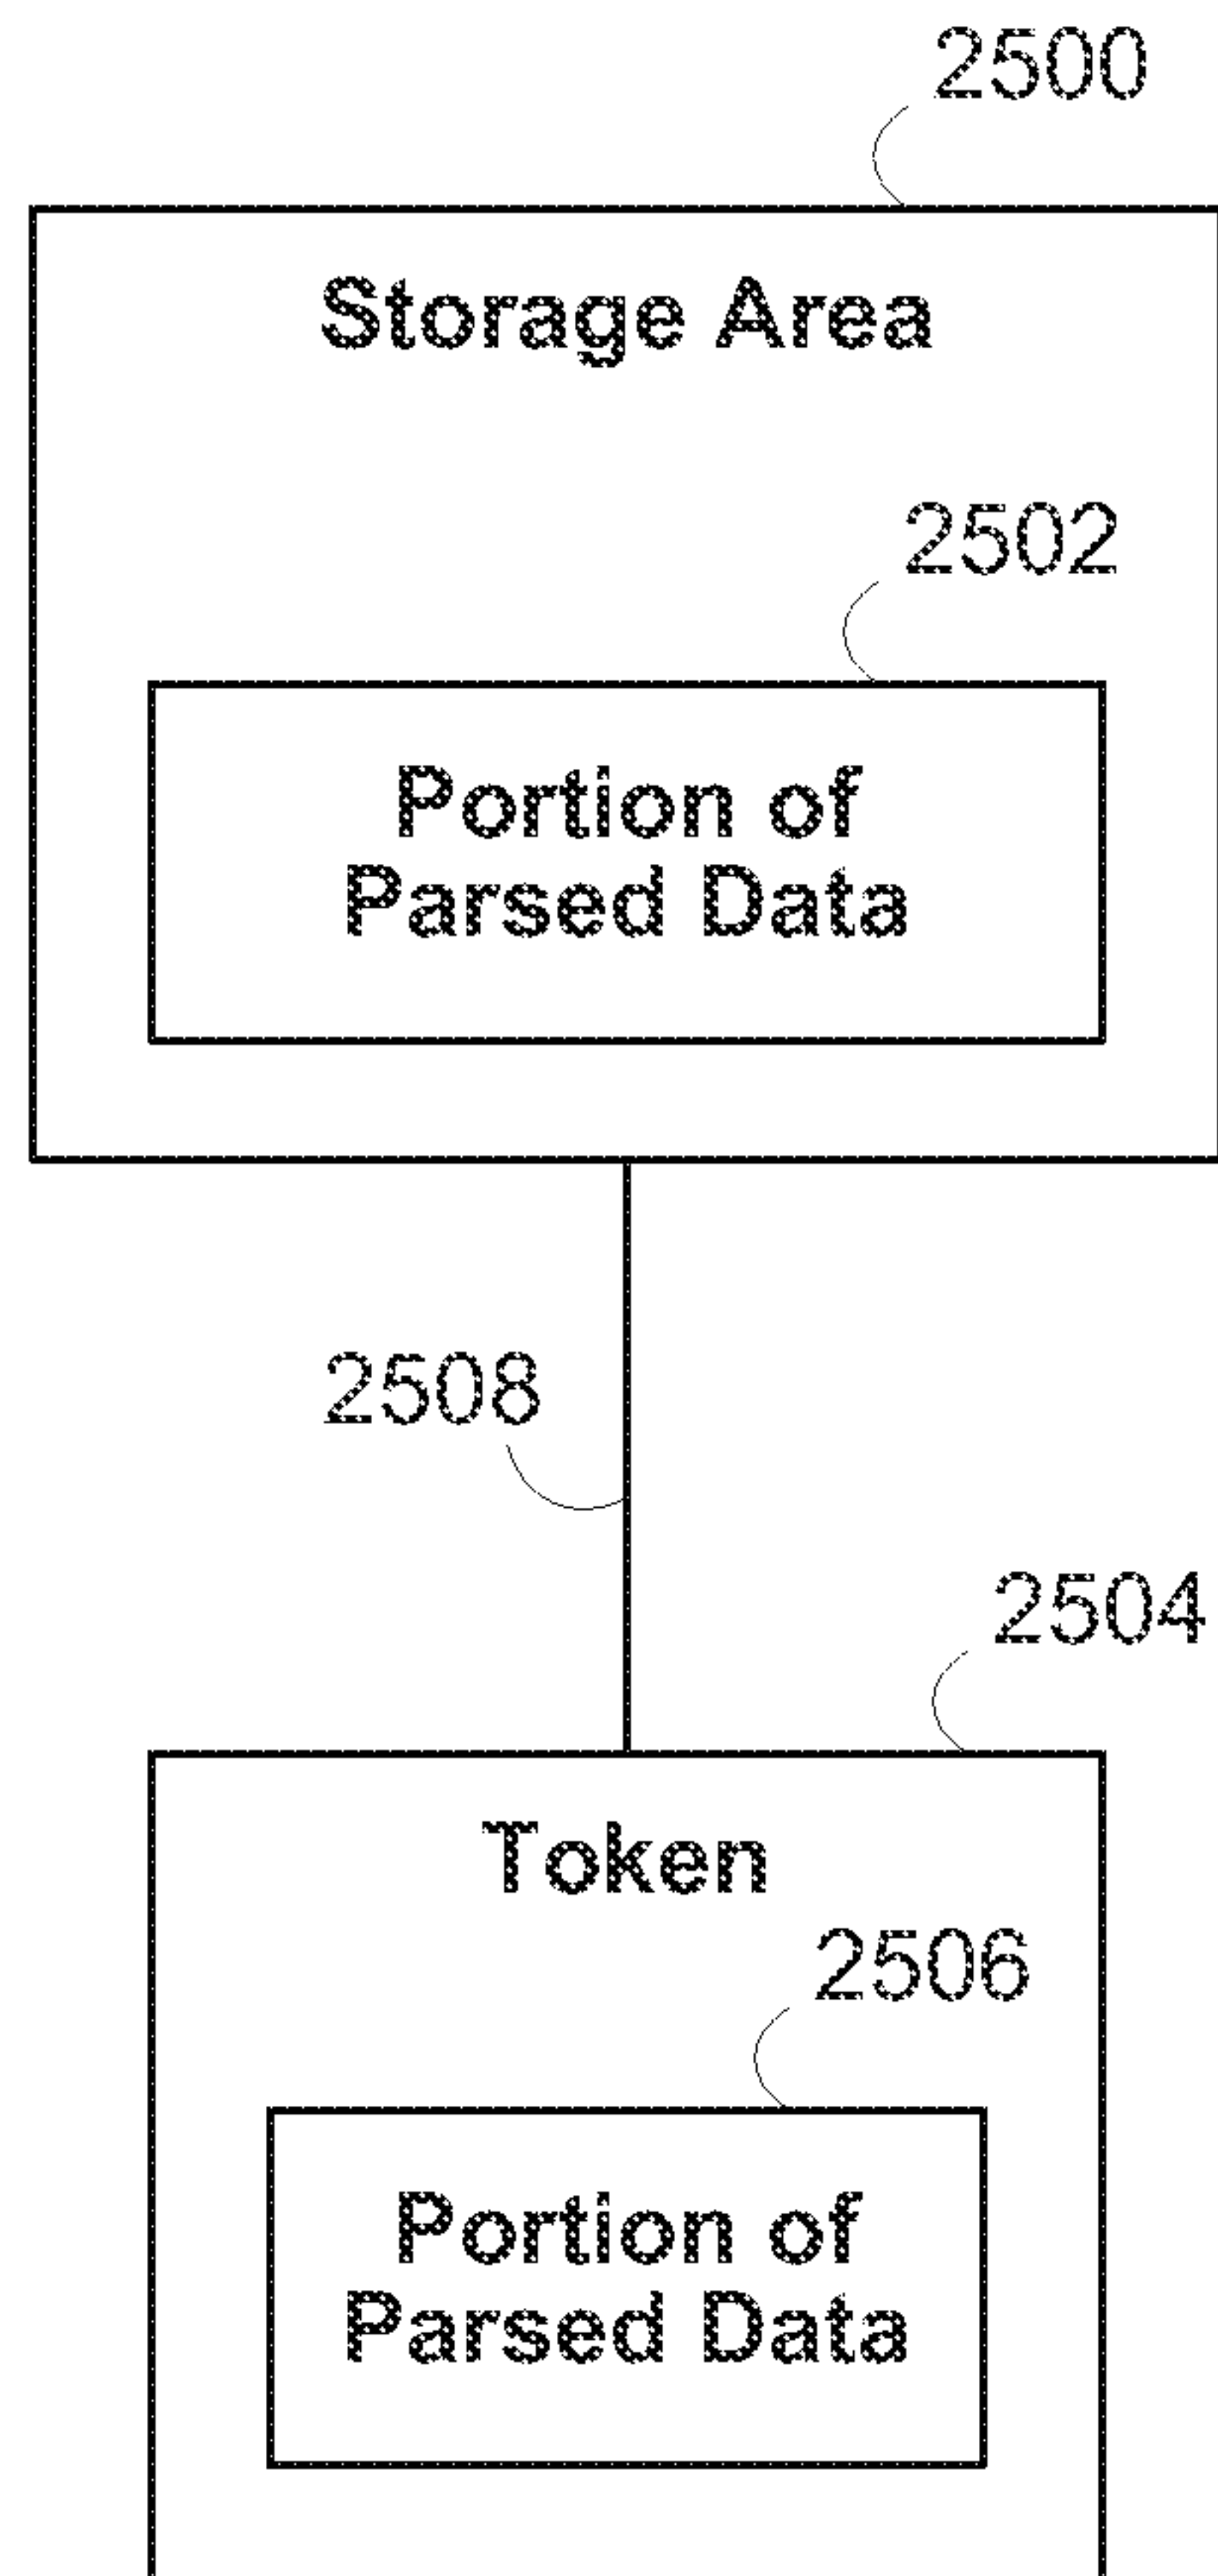 2500
Storage Area
2502
Portion of
Parsed Data
2508
2504
Token
2506
Portion of
Parsed Data